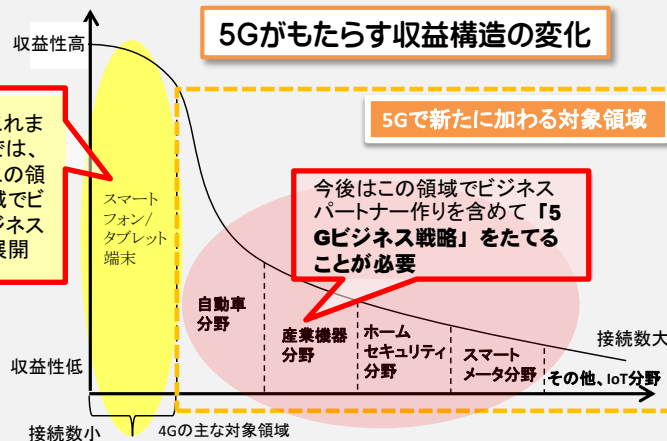 5Gがもたらす収益構造の変化
収益性高
5Gで新たに加わる対象領域
これま
では、
この領
域でビ
ジネス
展開
スマート
フォン/
タブレット
端末
今後はこの領域でビジネス
パートナー作りを含めて「5
Gビジネス戦略」をたてる
ことが必要
自動車
分野
産業機器
分野
ホーム
セキュリティ
分野
スマート
メータ分野
その他、IoT分野
接続数大
収益性低
接続数小
4Gの主な対象領域